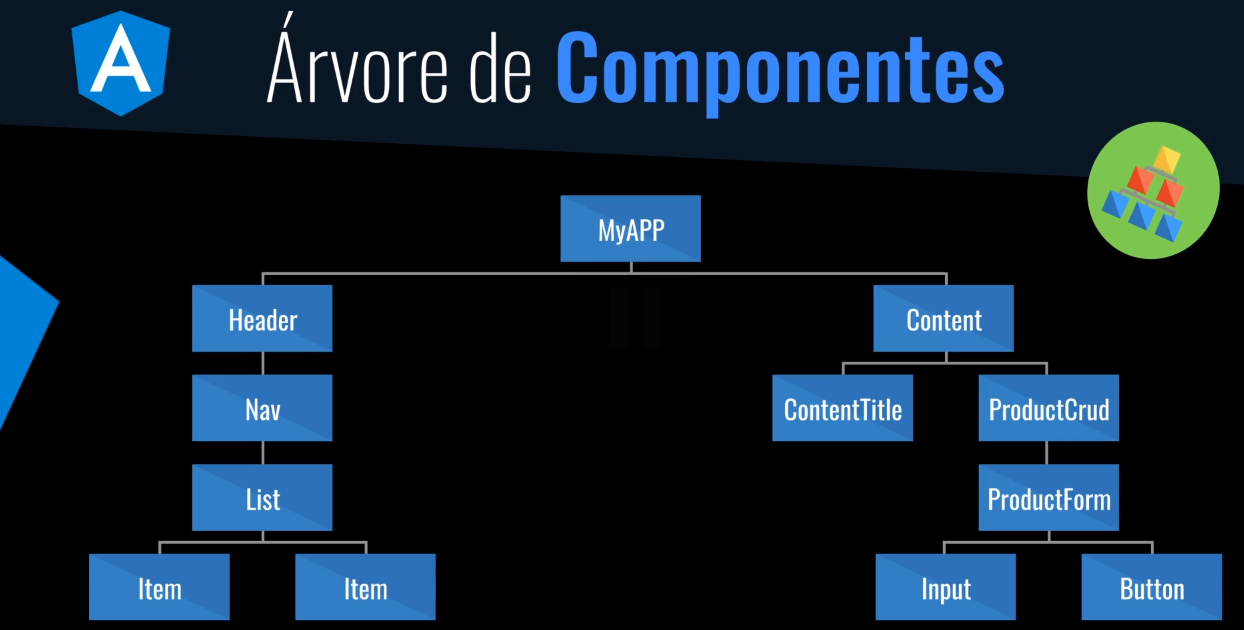 A
Árvore de Componentes
MyAPP
Header
Content
Nav
ContentTitle
ProductCrud
List
ProductForm
Item
Item
Input
Button